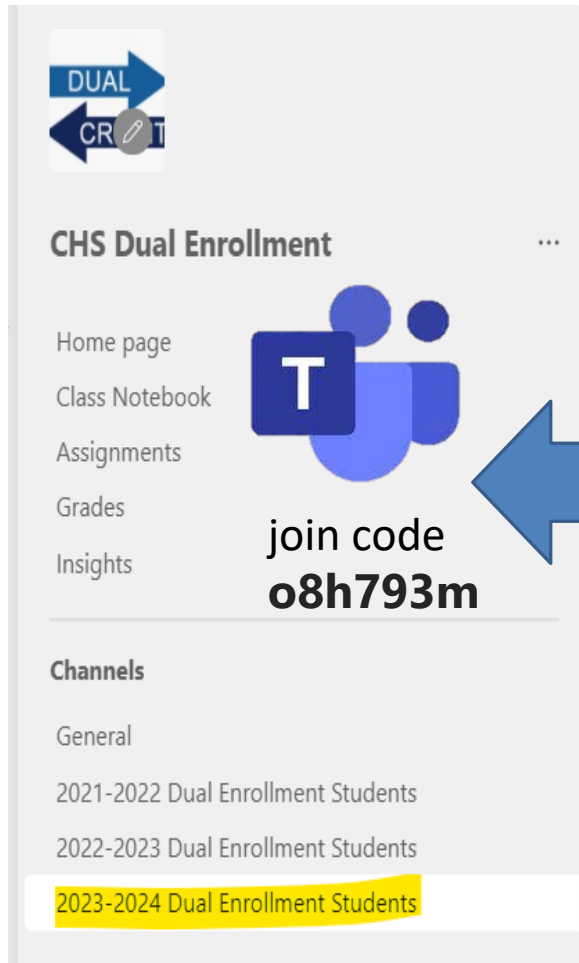 DUAL
CR T
CHS Dual Enrollment
...
Home page
Class Notebook
Assignments
Grades
Insights
T
join code
o8h793m
Channels
General
2021-2022 Dual Enrollment Students
2022-2023 Dual Enrollment Students
2023-2024 Dual Enrollment Students